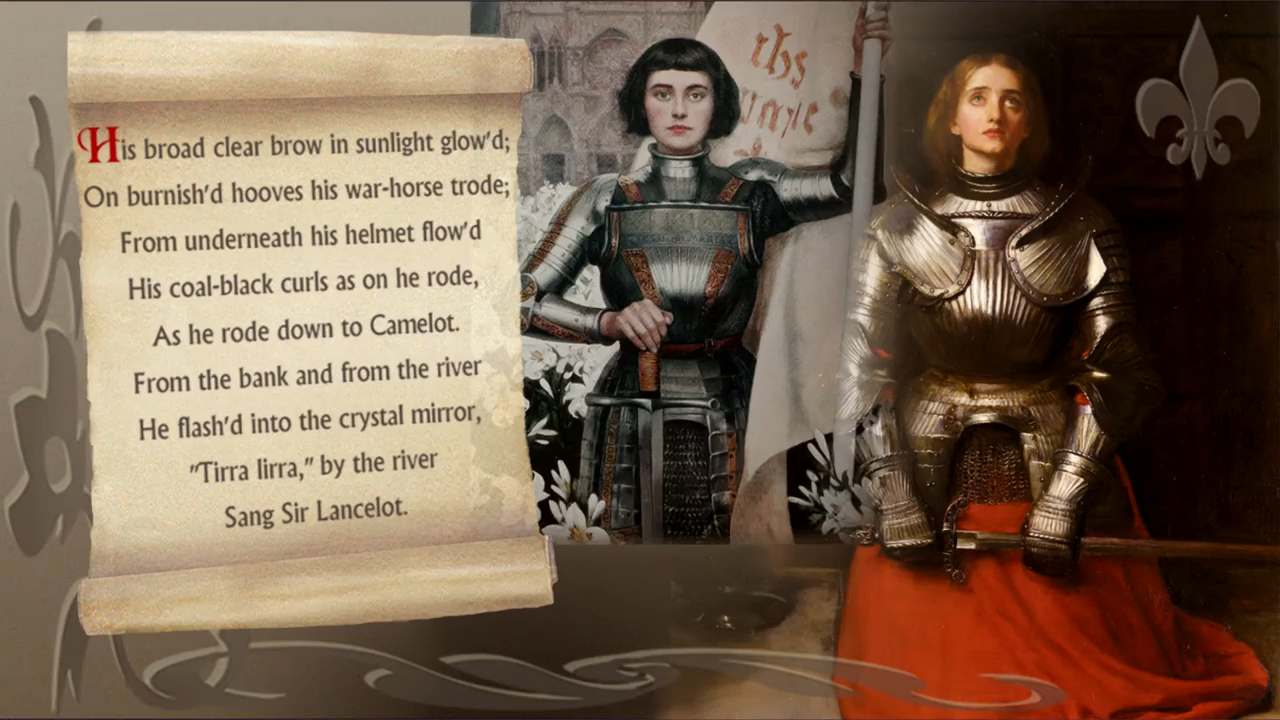 His broad clear brow in sunlight glow'd;
On burnish'd hooves his war-horse trode;
From underneath his helmet flow'd
His coal-black curls as on he rode,
As he rode down to Camelot.
From the bank and from the river
He flash'd into the crystal mirror,
"Tirra lirra," by the river
Sang Sir Lancelot.
ihs